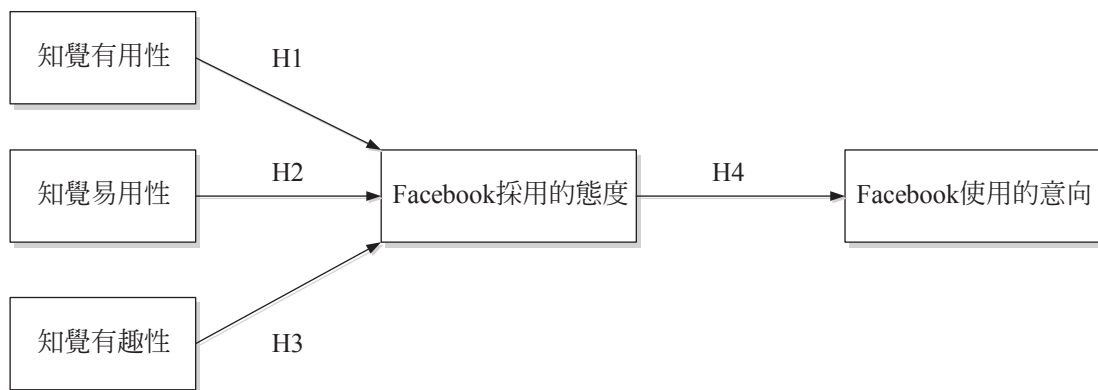 知覺有用性
H1
知覺易用性
H2
Facebook採用的態度
H4
Facebook使用的意向
知覺有趣性
H3